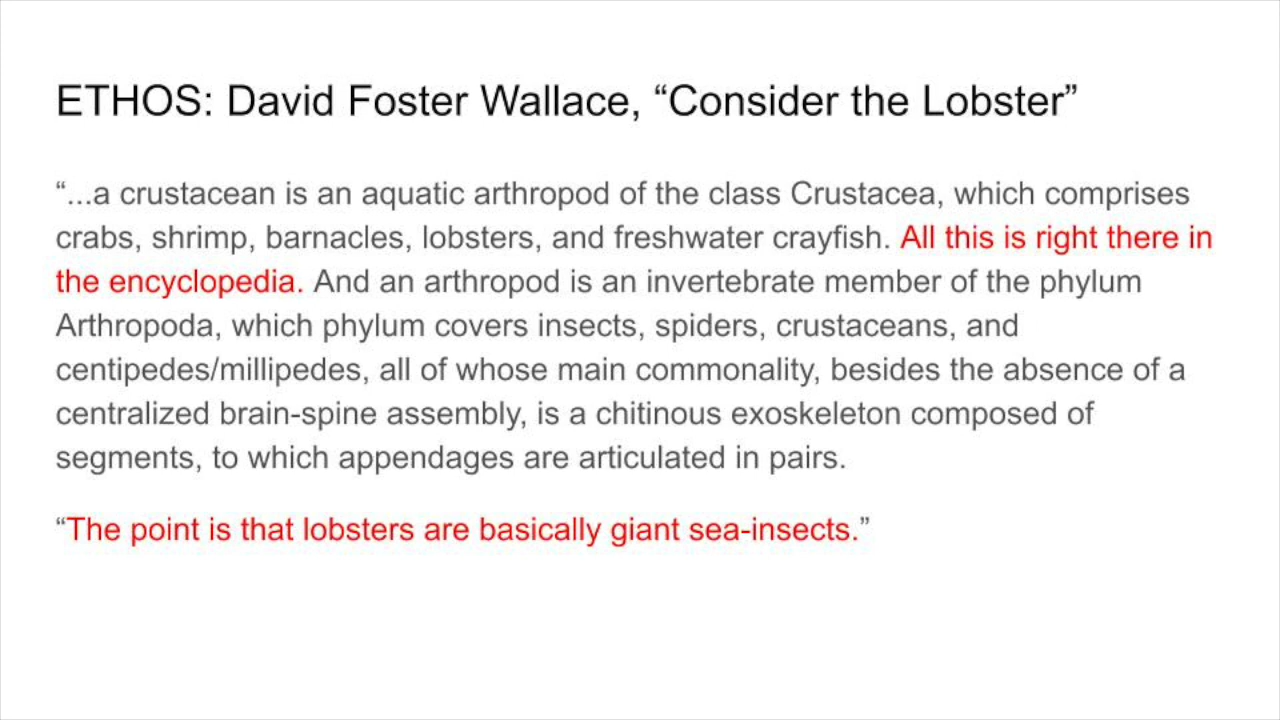 ETHOS: David Foster Wallace, “Consider the Lobster”
“...a crustacean is an aquatic arthropod of the class Crustacea, which comprises
crabs, shrimp, barnacles, lobsters, and freshwater crayfish. All this is right there in
the encyclopedia. And an arthropod is an invertebrate member of the phylum
Arthropoda, which phylum covers insects, spiders, crustaceans, and
centipedes/millipedes, all of whose main commonality, besides the absence of a
centralized brain-spine assembly, is a chitinous exoskeleton composed of
segments, to which appendages are articulated in pairs.
“The point is that lobsters are basically giant sea-insects.”